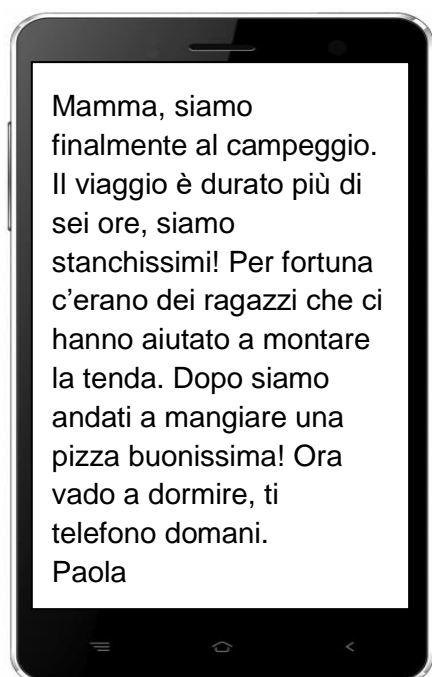 Mamma, siamo
finalmente al campeggio.
Il viaggio è durato più di
sei ore, siamo
stanchissimi! Per fortuna
c’erano dei ragazzi che ci
hanno aiutato a montare
la tenda. Dopo siamo
andati a mangiare una
pizza buonissima! Ora
vado a dormire, ti
telefono domani.
Paola